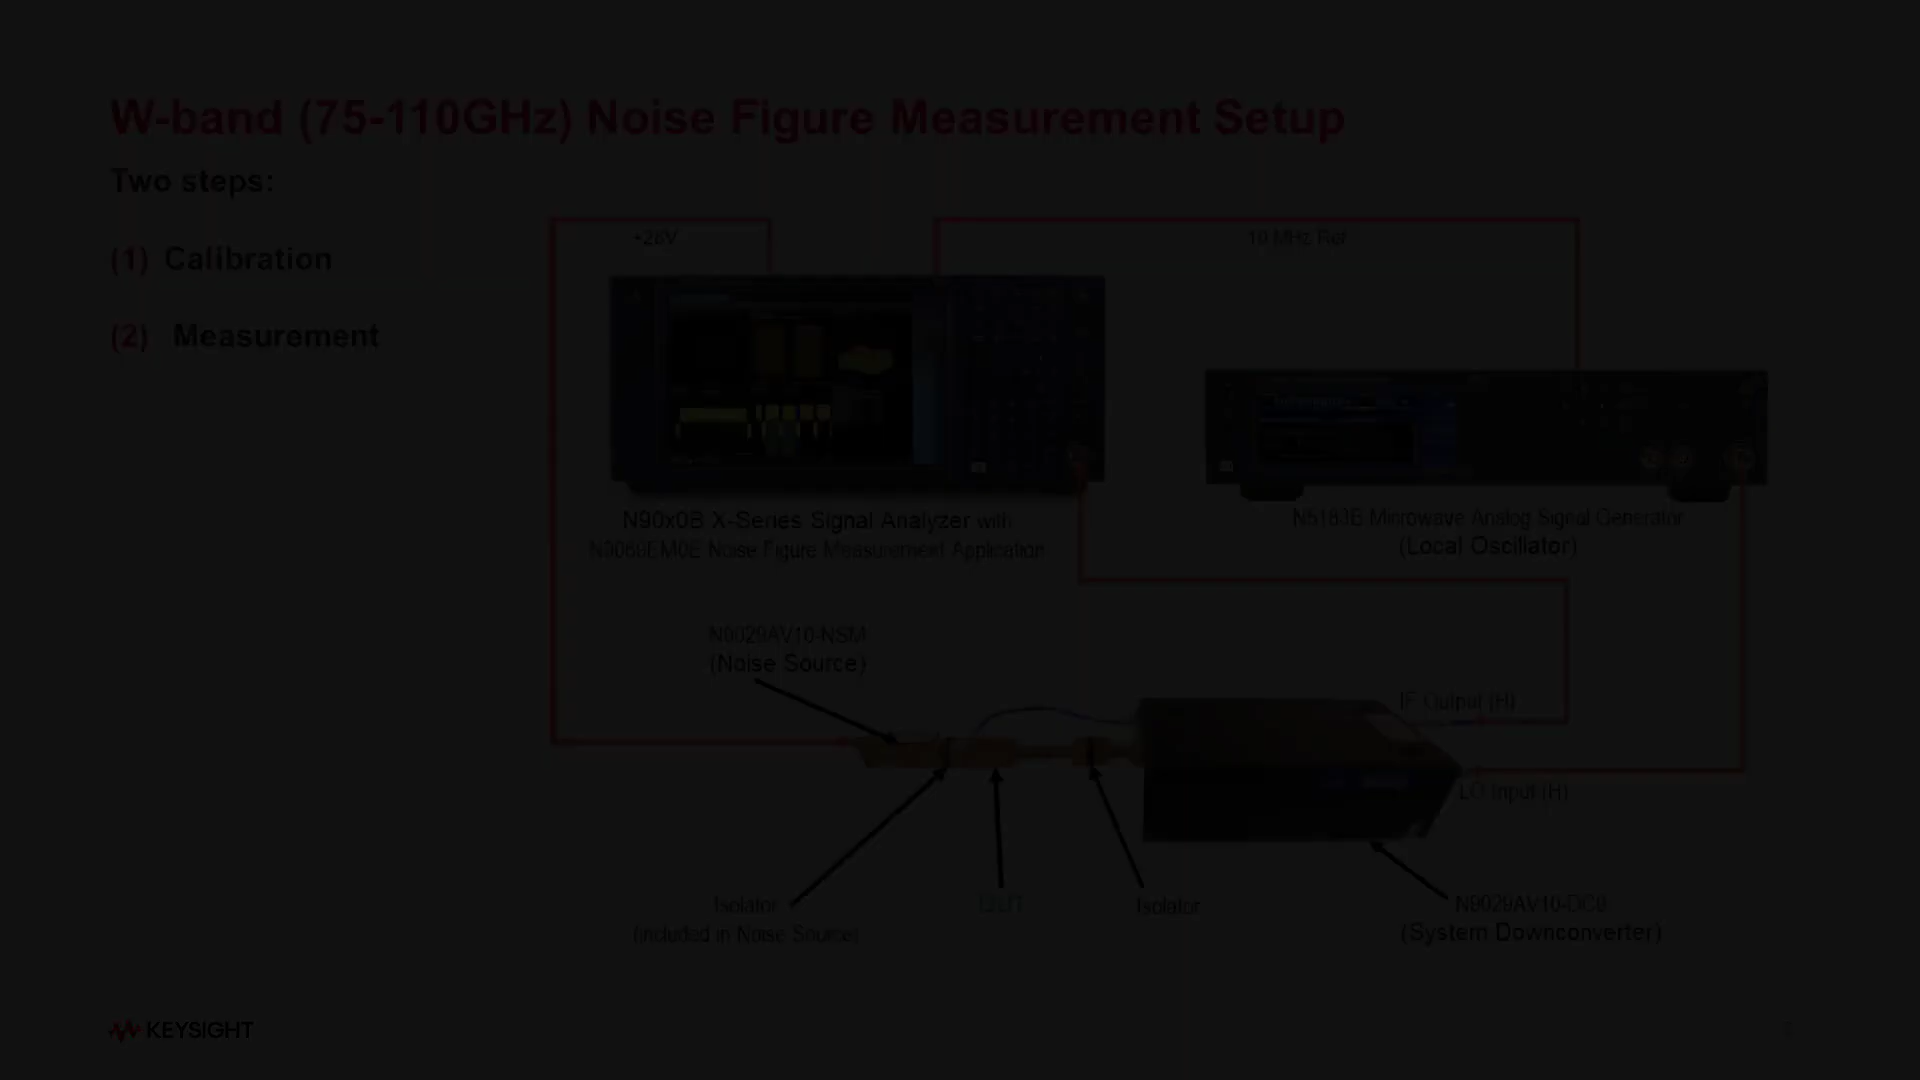 W-band (75-110GHz) Noise Figure Measurement Setup
Two steps:
(1) Calibration
(2) Measurement
+28V
10 MHz Ref
N90x0B X-Series Signal Analyzer with
N9069EM0E Noise Figure Measurement Application
N5183B Microwave Analog Signal Generator
(Local Oscillator)
N9029AV10-NSM
(Noise Source)
IF Output (H)
LO Input (H)
Isolator
(included in Noise Source)
DUT
Isolator
N9029AV10-DC9
(System Downconverter)
KEYSIGHT